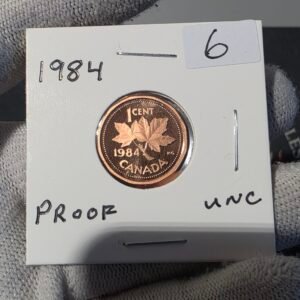 1984
6
1 CENT
1984
CANADA
PROOF
UNC